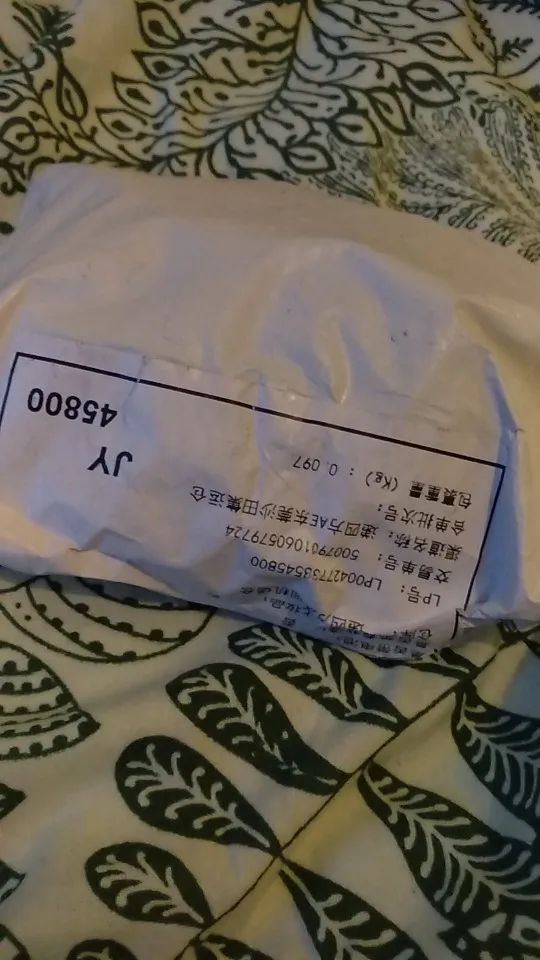 LP号: LP00427733545800
交易单号: 5007901060579724
渠道名称: 递四方AE东莞沙田集运仓
合单批次号:
包裹重量 (Kg) : 0.097
JY
45800